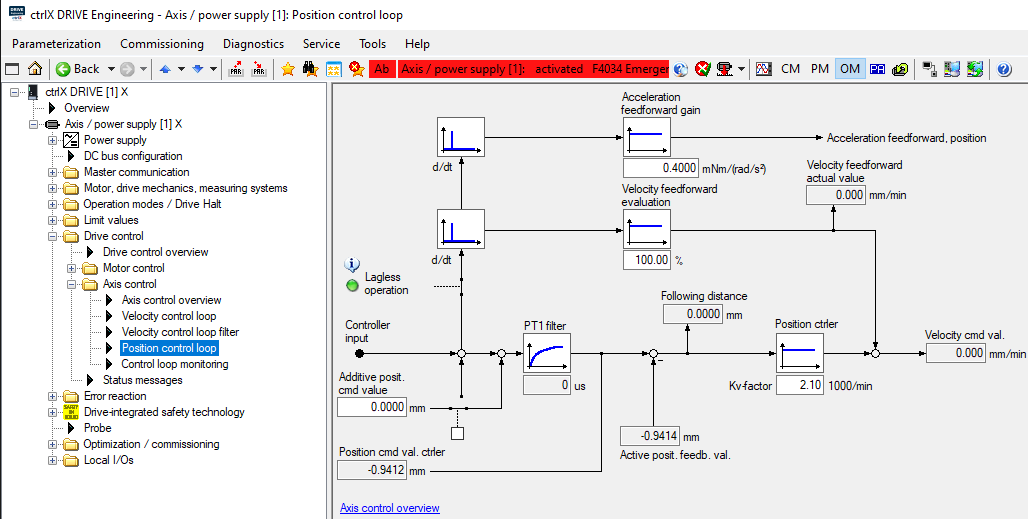 ctrlX DRIVE Engineering - Axis / power supply [1]: Position control loop
Parameterization Commissioning Diagnostics Service Tools Help
Back PAR PAR Ab Axis / power supply [1]: activated F4034 Emerger CM PM OM
ctrlX DRIVE [1] X
Overview
Axis / power supply [1] X
Power supply
DC bus configuration
Master communication
Motor, drive mechanics, measuring systems
Operation modes / Drive Halt
Limit values
Drive control
Drive control overview
Motor control
Axis control
Axis control overview
Velocity control loop
Velocity control loop filter
Position control loop
Control loop monitoring
Status messages
Error reaction
Drive-integrated safety technology
Probe
Optimization / commissioning
Local I/Os
Acceleration
feedforward gain
d/dt
0.4000 mNm/(rad/s²)
Acceleration feedforward, position
Velocity feedforward
evaluation
Velocity feedforward
actual value
0.000 mm/min
d/dt
100.00 %
Lagless
operation
Following distance
0.0000 mm
Controller
input
PT1 filter
0 us
Position ctrler
Kv-factor 2.10 1000/min
Velocity cmd val.
0.000 mm/min
Additive posit.
cmd value
0.0000 mm
-0.9414 mm
Active posit. feedb. val.
Position cmd val. ctrler
-0.9412 mm
Axis control overview